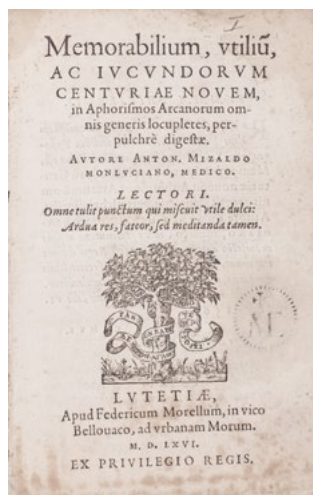 I
Memorabilium, vtiliũ,
AC IVCVNDORVM
CENTVRIAE NOVEM,
in Aphorismos Arcanorum om-
nis generis locupletes, per-
pulchrè digestæ.
AVTORE ANTON. MIZALDO
MONLVCIANO, MEDICO.
LECTORI.
Omne tulit punctum qui miscuit vtile dulci:
Ardua res, fateor, sed meditanda tamen.
LVTETIÆ,
Apud Federicum Morellum, in vico
Bellouaco, ad vrbanam Morum.
M. D. LXVI.
EX PRIVILEGIO REGIS.